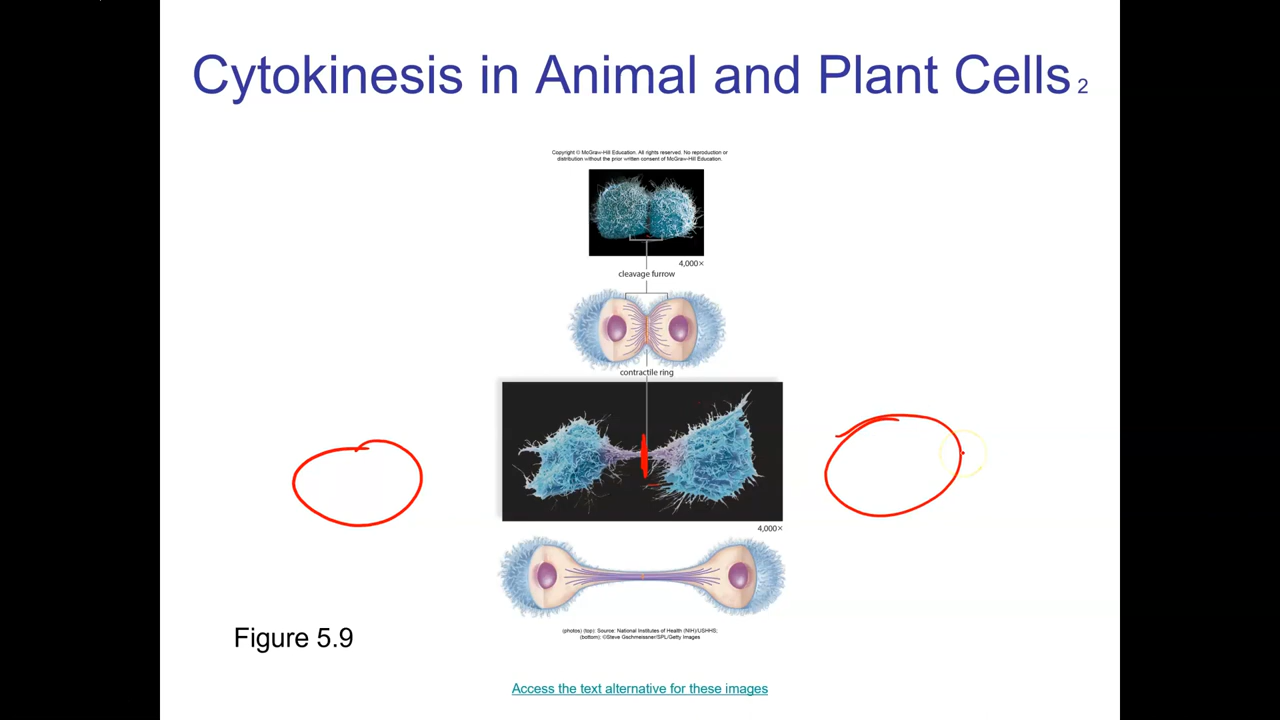 Cytokinesis in Animal and Plant Cells 2
Copyright © McGraw-Hill Education. All rights reserved. No reproduction or
distribution without the prior written consent of McGraw-Hill Education.
4,000×
cleavage furrow
contractile ring
4,000×
(photos) (top): Source: National Institutes of Health (NIH)/USHHS;
(bottom): ©Steve Gschmeissner/SPL/Getty Images
Figure 5.9
Access the text alternative for these images